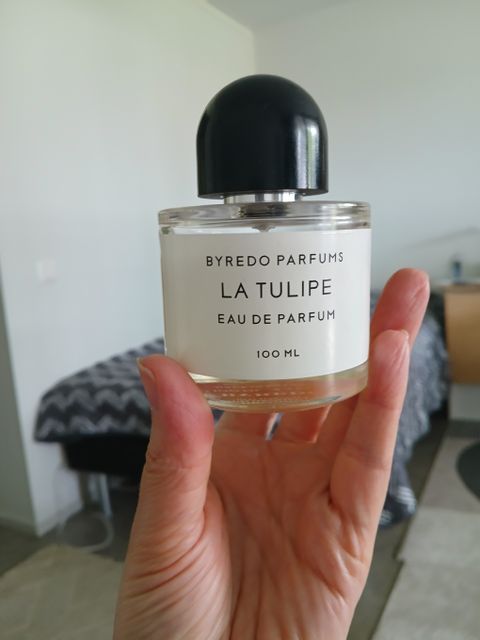 BYREDO PARFUMS
LA TULIPE
EAU DE PARFUM
100 ML